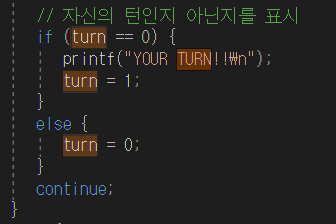 // 자신의 턴인지 아닌지를 표시
if (turn == 0) {
printf("YOUR TURN!!₩n");
turn = 1;
}
else {
turn = 0;
}
continue;
}